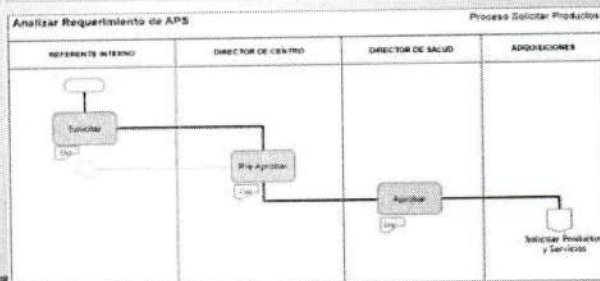 Analizar Requerimiento de APS
Proceso Solicitar Productos
REFERENTE INTERNO
DIRECTOR DE CENTRO
DIRECTOR DE SALUD
ADQUISICIONES
Solicitar
Pre Aprobar
Aprobar
Solicitar Productos
y Servicios